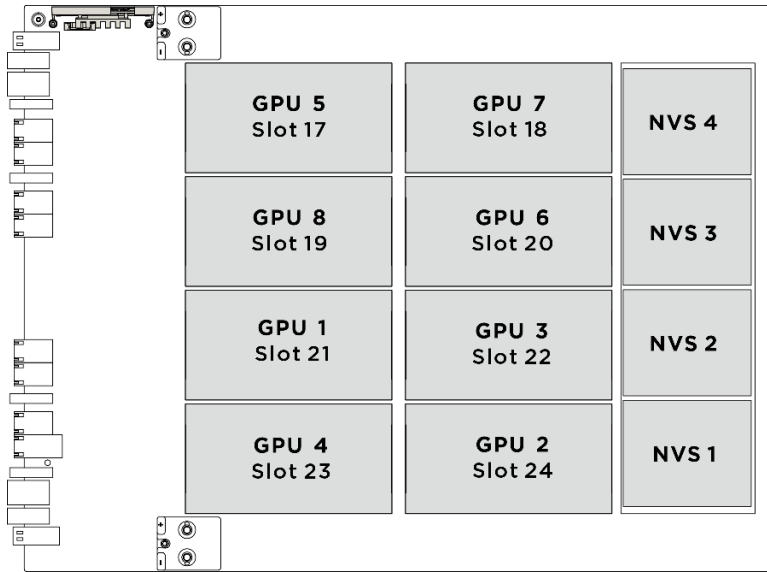 GPU 5
Slot 17
GPU 7
Slot 18
NVS 4
GPU 8
Slot 19
GPU 6
Slot 20
NVS 3
GPU 1
Slot 21
GPU 3
Slot 22
NVS 2
GPU 4
Slot 23
GPU 2
Slot 24
NVS 1